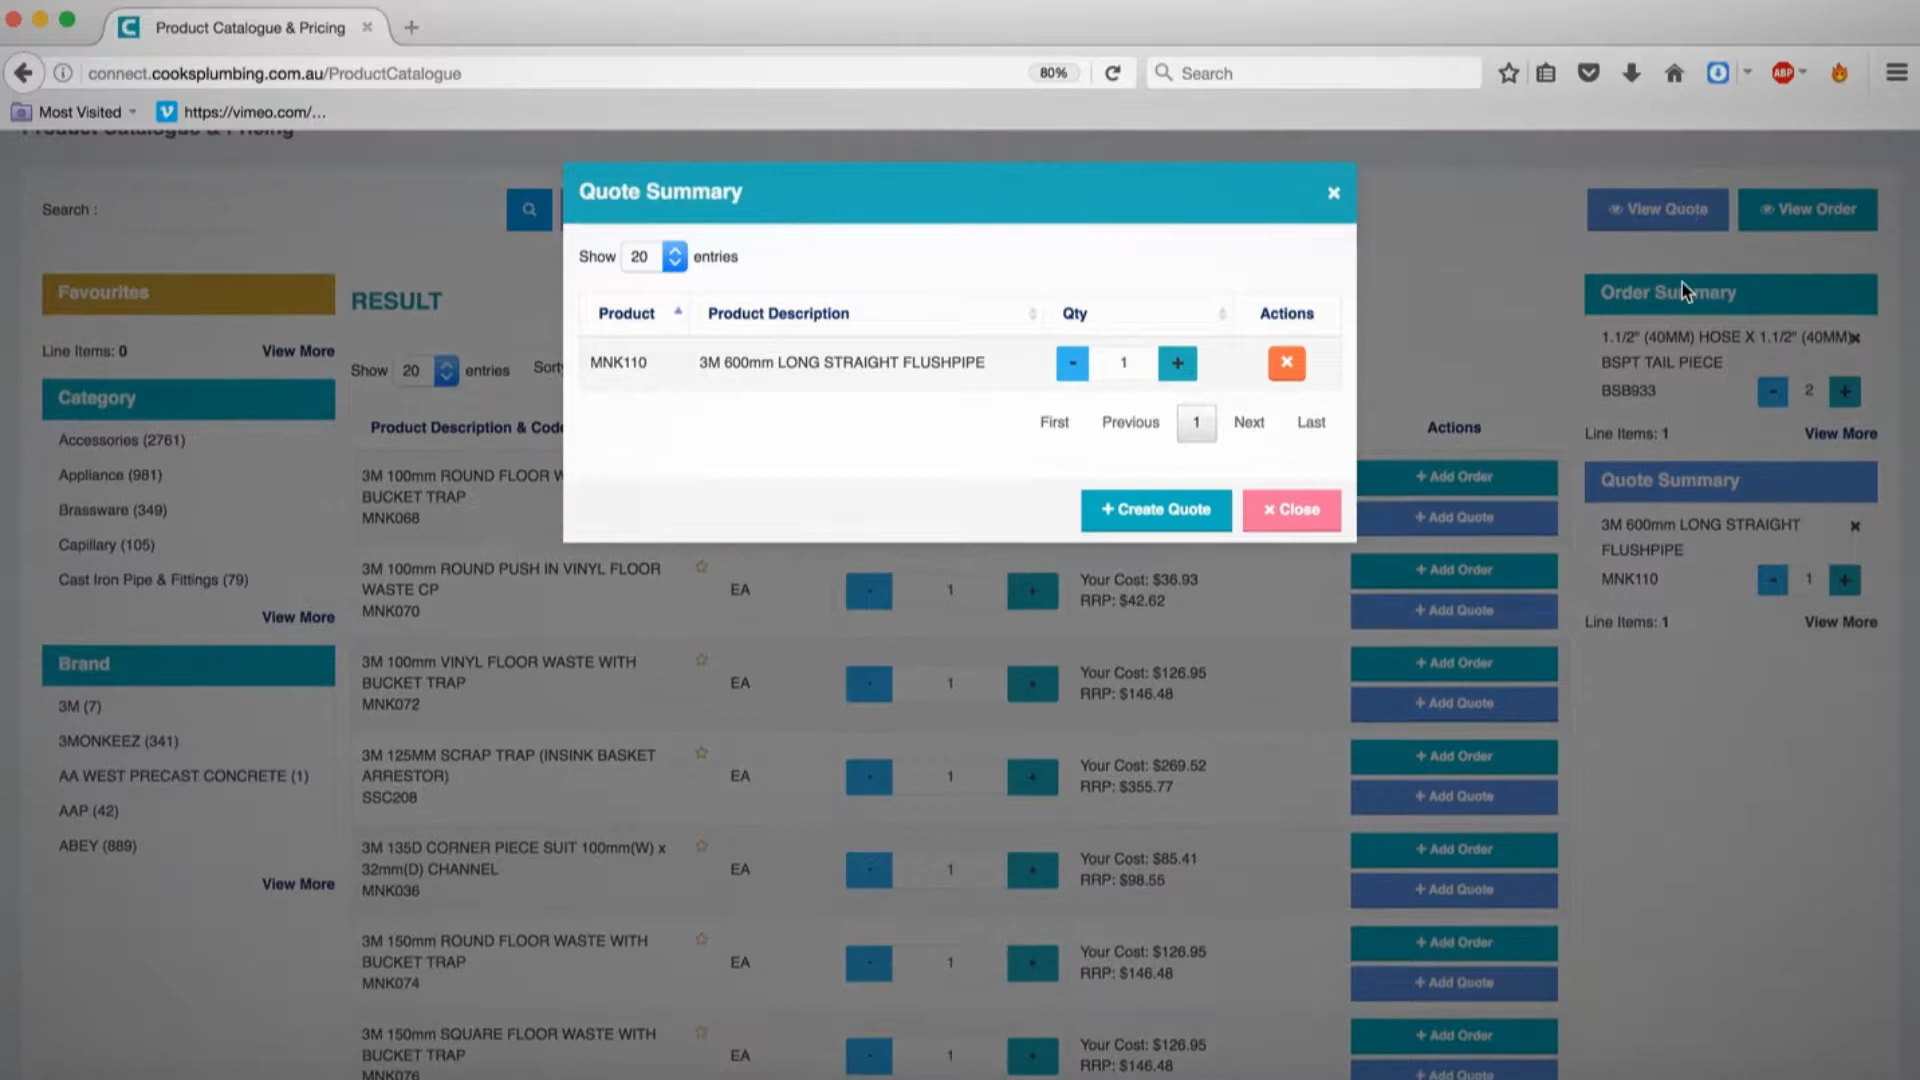 Product Catalogue & Pricing
connect.cooksplumbing.com.au/ProductCatalogue
80%
Search
ABP
Most Visited
https://vimeo.com/...
Product Catalogue & Pricing
Search :
View Quote
View Order
Quote Summary
Show 20 entries
Product
Product Description
Qty
Actions
MNK110
3M 600mm LONG STRAIGHT FLUSHPIPE
- 1 +
First
Previous
1
Next
Last
+ Create Quote
× Close
Favourites
Line Items: 0
View More
Category
Accessories (2761)
Appliance (981)
Brassware (349)
Capillary (105)
Cast Iron Pipe & Fittings (79)
View More
Brand
3M (7)
3MONKEEZ (341)
AA WEST PRECAST CONCRETE (1)
AAP (42)
ABEY (889)
View More
RESULT
Show 20 entries
Sort
Product Description & Code
Actions
3M 100mm ROUND FLOOR W
BUCKET TRAP
MNK068
+ Add Order
+ Add Quote
3M 100mm ROUND PUSH IN VINYL FLOOR
WASTE CP
MNK070
EA
- 1 +
Your Cost: $36.93
RRP: $42.62
+ Add Order
+ Add Quote
3M 100mm VINYL FLOOR WASTE WITH
BUCKET TRAP
MNK072
EA
- 1 +
Your Cost: $126.95
RRP: $146.48
+ Add Order
+ Add Quote
3M 125MM SCRAP TRAP (INSINK BASKET
ARRESTOR)
SSC208
EA
- 1 +
Your Cost: $269.52
RRP: $355.77
+ Add Order
+ Add Quote
3M 135D CORNER PIECE SUIT 100mm(W) x
32mm(D) CHANNEL
MNK036
EA
- 1 +
Your Cost: $85.41
RRP: $98.55
+ Add Order
+ Add Quote
3M 150mm ROUND FLOOR WASTE WITH
BUCKET TRAP
MNK074
EA
- 1 +
Your Cost: $126.95
RRP: $146.48
+ Add Order
+ Add Quote
3M 150mm SQUARE FLOOR WASTE WITH
BUCKET TRAP
MNK076
EA
- 1 +
Your Cost: $126.95
RRP: $146.48
+ Add Order
+ Add Quote
Order Summary
1.1/2" (40MM) HOSE X 1.1/2" (40MM)
BSPT TAIL PIECE
BSB933
- 2 +
Line Items: 1
View More
Quote Summary
3M 600mm LONG STRAIGHT
FLUSHPIPE
MNK110
- 1 +
Line Items: 1
View More